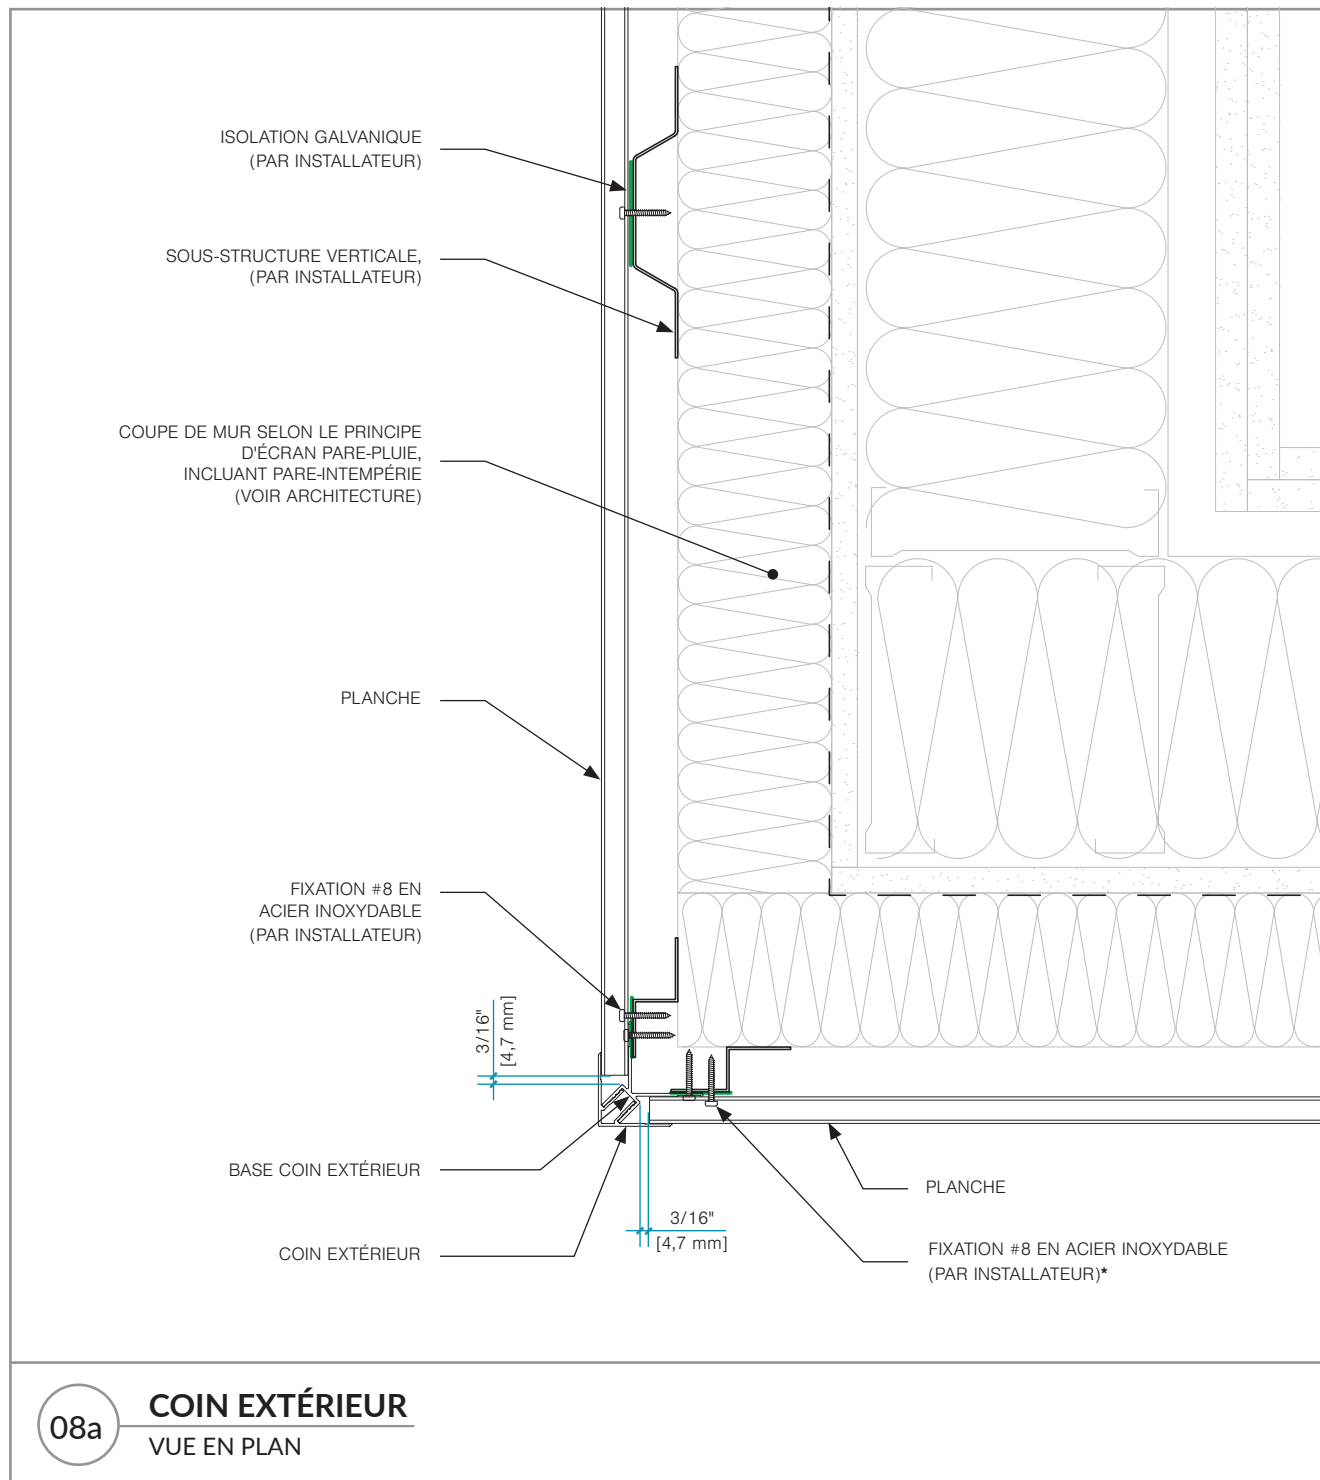 ISOLATION GALVANIQUE
(PAR INSTALLATEUR)
SOUS-STRUCTURE VERTICALE,
(PAR INSTALLATEUR)
COUPE DE MUR SELON LE PRINCIPE
D'ÉCRAN PARE-PLUIE,
INCLUANT PARE-INTEMPÉRIE
(VOIR ARCHITECTURE)
PLANCHE
FIXATION #8 EN
ACIER INOXYDABLE
(PAR INSTALLATEUR)
3/16"
[4,7 mm]
BASE COIN EXTÉRIEUR
COIN EXTÉRIEUR
3/16"
[4,7 mm]
PLANCHE
FIXATION #8 EN ACIER INOXYDABLE
(PAR INSTALLATEUR)*
08a
COIN EXTÉRIEUR
VUE EN PLAN